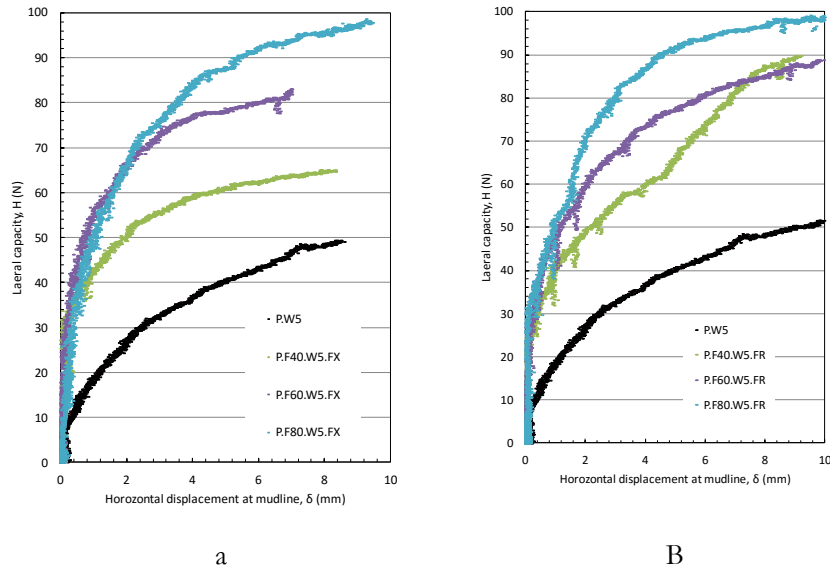 100
90
80
70
60
50
40
30
20
10
0
Laeral capacity, H (N)
P.W5
P.F40.W5.FX
P.F60.W5.FX
P.F80.W5.FX
0 2 4 6 8 10
Horozontal displacement at mudline, δ (mm)
a
100
90
80
70
60
50
40
30
20
10
0
Laeral capacity, H (N)
P.W5
P.F40.W5.FR
P.F60.W5.FR
P.F80.W5.FR
0 2 4 6 8 10
Horozontal displacement at mudline, δ (mm)
B